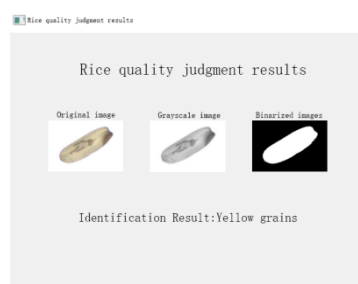 Rice quality judgment results
Rice quality judgment results
Original image Grayscale image Binarized images
Identification Result:Yellow grains